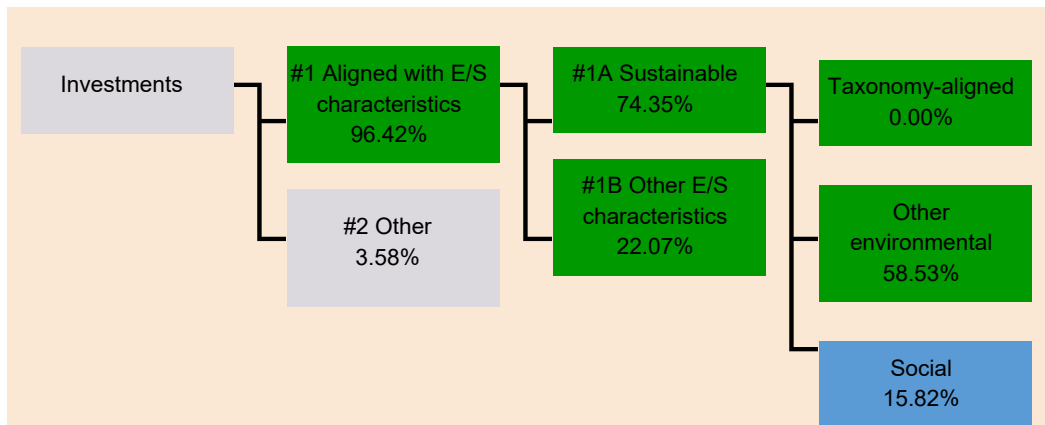 Investments
#1 Aligned with E/S
characteristics
96.42%
#2 Other
3.58%
#1A Sustainable
74.35%
#1B Other E/S
characteristics
22.07%
Taxonomy-aligned
0.00%
Other
environmental
58.53%
Social
15.82%